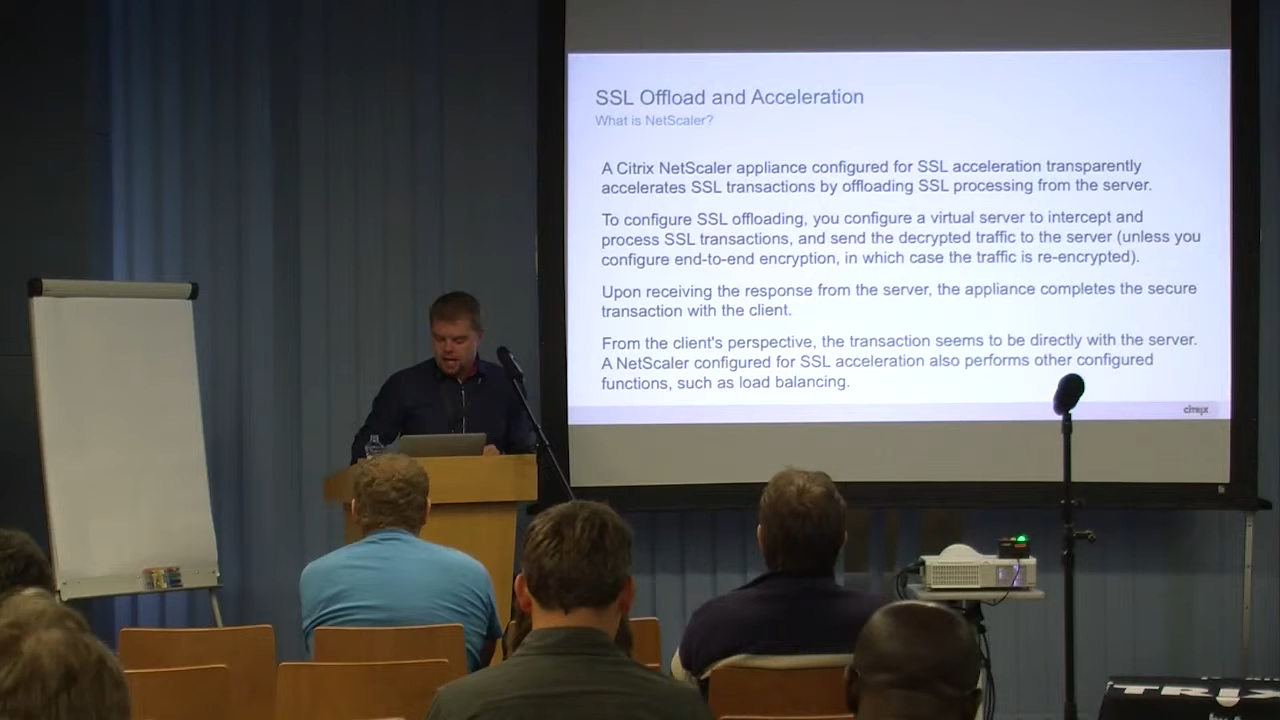 SSL Offload and Acceleration
What is NetScaler?
A Citrix NetScaler appliance configured for SSL acceleration transparently
accelerates SSL transactions by offloading SSL processing from the server.
To configure SSL offloading, you configure a virtual server to intercept and
process SSL transactions, and send the decrypted traffic to the server (unless you
configure end-to-end encryption, in which case the traffic is re-encrypted).
Upon receiving the response from the server, the appliance completes the secure
transaction with the client.
From the client's perspective, the transaction seems to be directly with the server.
A NetScaler configured for SSL acceleration also performs other configured
functions, such as load balancing.
citrix